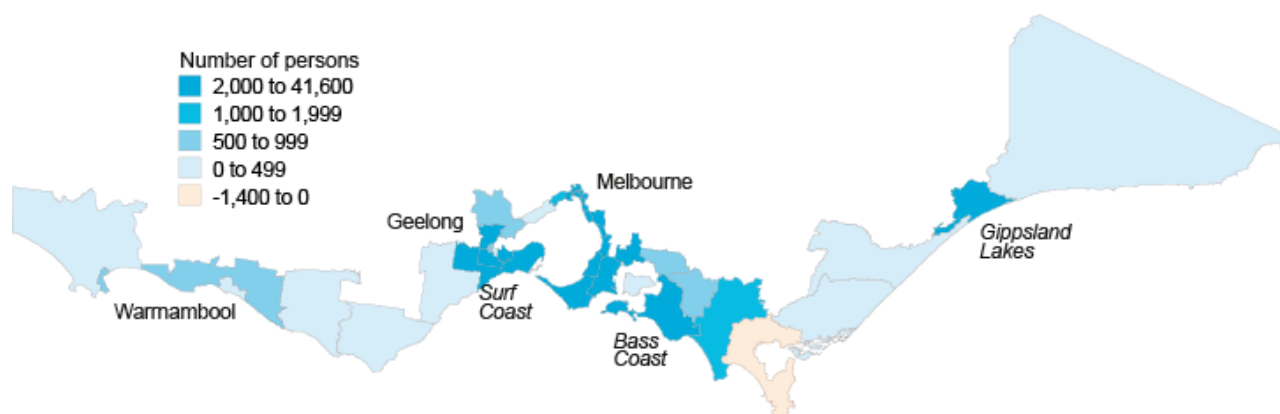 Number of persons
2,000 to 41,600
1,000 to 1,999
500 to 999
0 to 499
-1,400 to 0
Melbourne
Geelong
Warrnambool
Surf
Coast
Bass
Coast
Gippsland
Lakes